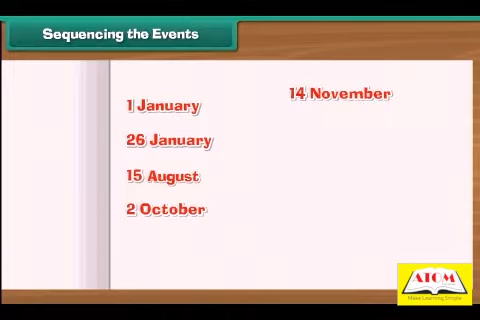 Sequencing the Events
1 January
26 January
15 August
2 October
14 November
ATOM
Make Learning Simple